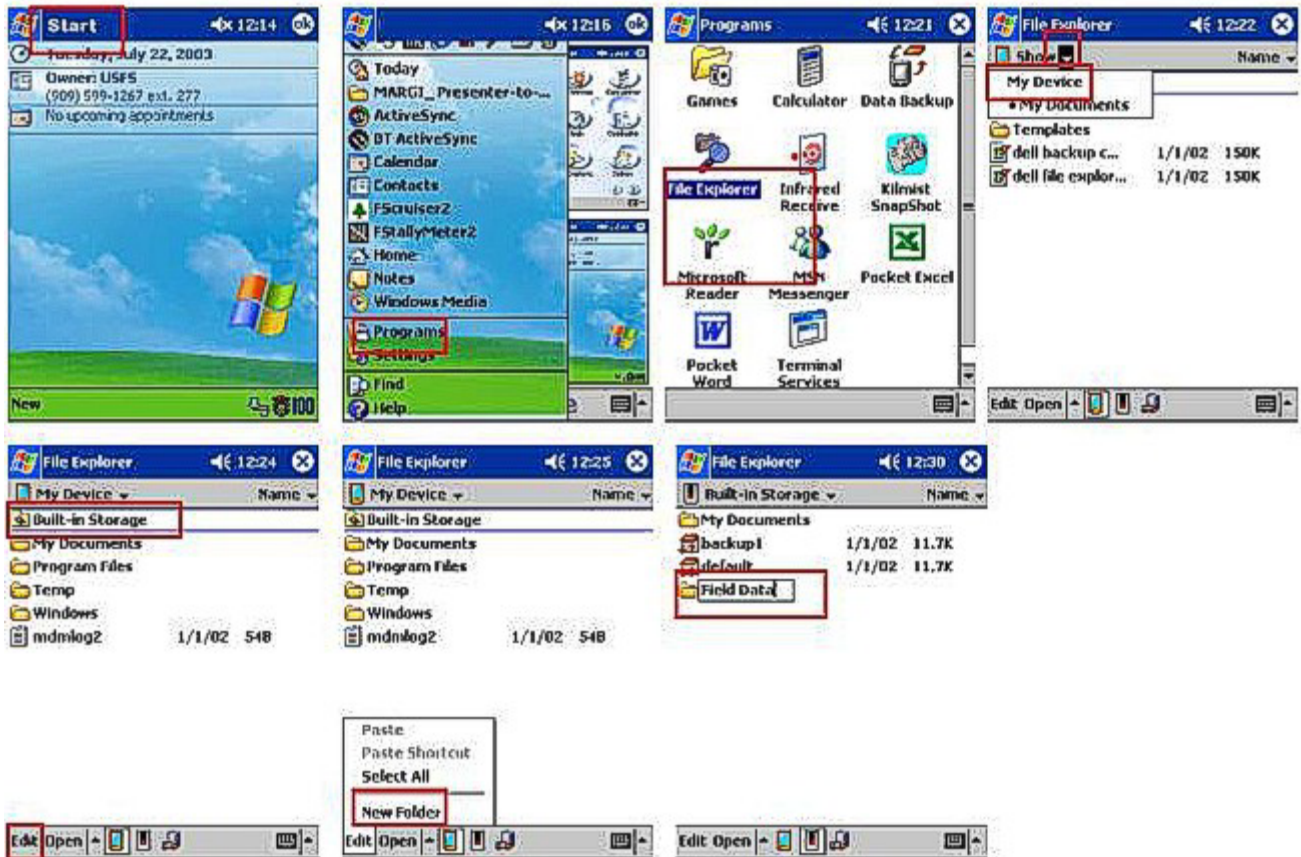 Start 12:14 ok
Tuesday, July 22, 2003
Owner: USFS
(909) 599-1267 ext. 277
No upcoming appointments
New 100
12:16 ok
Today
MARGI_Presenter-to-...
ActiveSync
BT ActiveSync
Calendar
Contacts
FScruiser2
FStallyMeter2
Home
Notes
Windows Media
Programs
Settings
Find
Help
Programs 12:21
Games Calculator Data Backup
File Explorer Infrared Receive Kilmist SnapShot
Microsoft Reader MSN Messenger Pocket Excel
Pocket Word Terminal Services
File Explorer 12:22
Show Name
My Device
My Documents
Templates
dell backup c... 1/1/02 150K
dell file explor... 1/1/02 150K
Edit Open
File Explorer 12:24
My Device Name
Built-in Storage
My Documents
Program Files
Temp
Windows
mdmlog2 1/1/02 548
Edit Open
File Explorer 12:25
My Device Name
Built-in Storage
My Documents
Program Files
Temp
Windows
mdmlog2 1/1/02 548
Paste
Paste Shortcut
Select All
New Folder
Edit Open
File Explorer 12:30
Built-in Storage Name
My Documents
backup1 1/1/02 11.7K
default 1/1/02 11.7K
Field Data
Edit Open